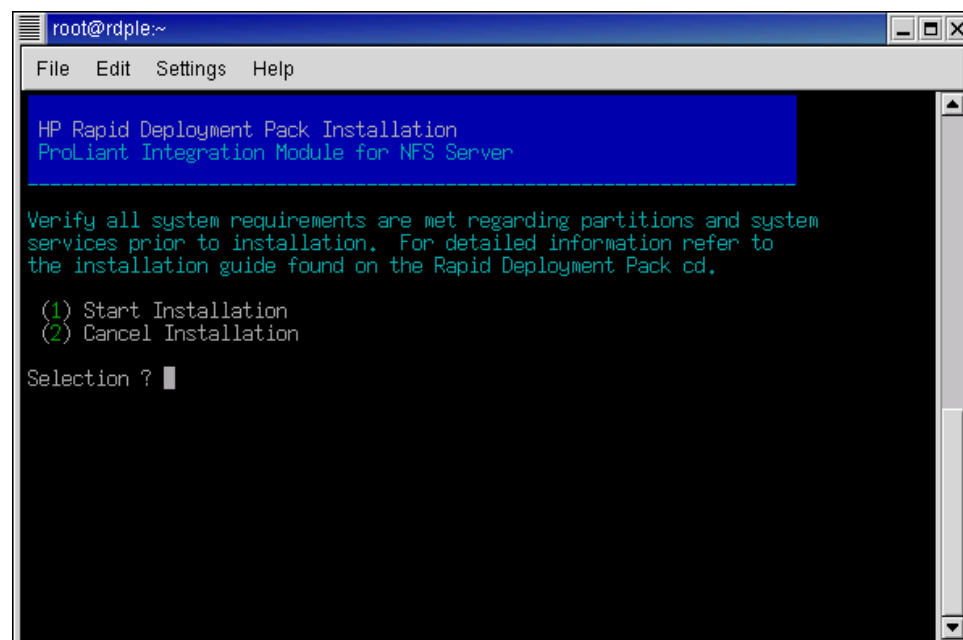 root@rdple:~
File Edit Settings Help
HP Rapid Deployment Pack Installation
ProLiant Integration Module for NFS Server
Verify all system requirements are met regarding partitions and system
services prior to installation. For detailed information refer to
the installation guide found on the Rapid Deployment Pack cd.
(1) Start Installation
(2) Cancel Installation
Selection ?